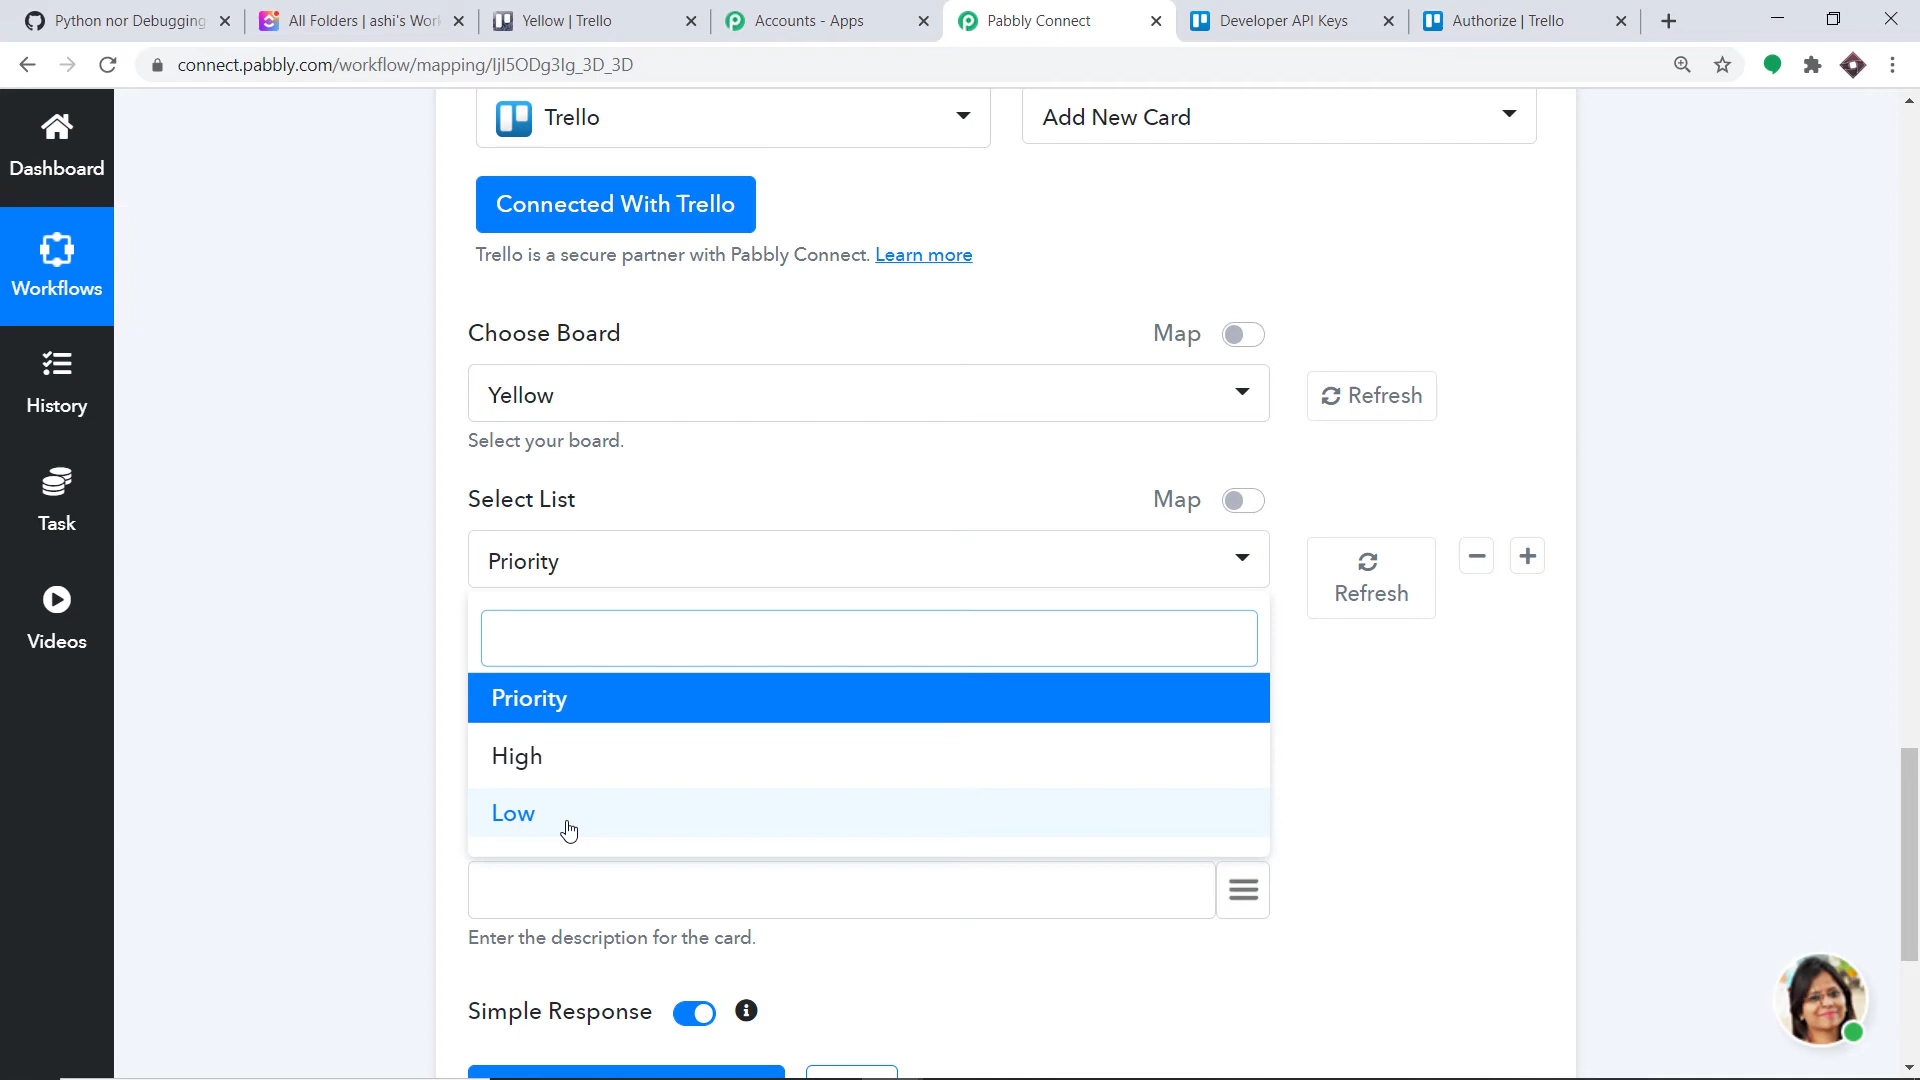 Python nor Debugging
All Folders | ashi's Work
Yellow | Trello
Accounts - Apps
Pabbly Connect
Developer API Keys
Authorize | Trello
connect.pabbly.com/workflow/mapping/IjI5ODg3Ig_3D_3D
Dashboard
Workflows
History
Task
Videos
Trello
Add New Card
Connected With Trello
Trello is a secure partner with Pabbly Connect. Learn more
Choose Board
Map
Yellow
Refresh
Select your board.
Select List
Map
Priority
Refresh
Priority
High
Low
Enter the description for the card.
Simple Response